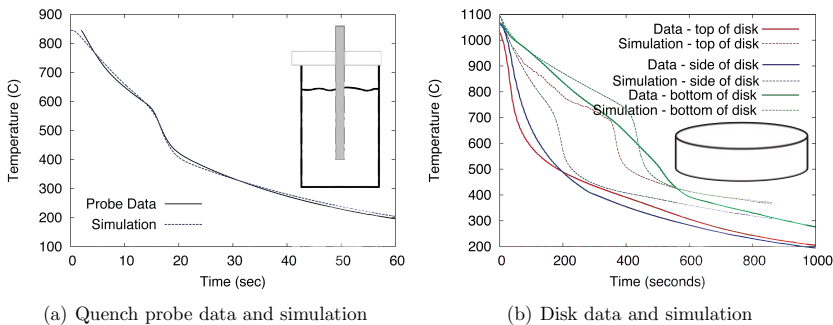 900
800
700
600
500
400
300
200
100
Temperature (C)
Probe Data
Simulation
0 10 20 30 40 50 60
Time (sec)
(a) Quench probe data and simulation
1100
1000
900
800
700
600
500
400
300
200
Temperature (C)
Data - top of disk
Simulation - top of disk
Data - side of disk
Simulation - side of disk
Data - bottom of disk
Simulation - bottom of disk
0 200 400 600 800 1000
Time (seconds)
(b) Disk data and simulation